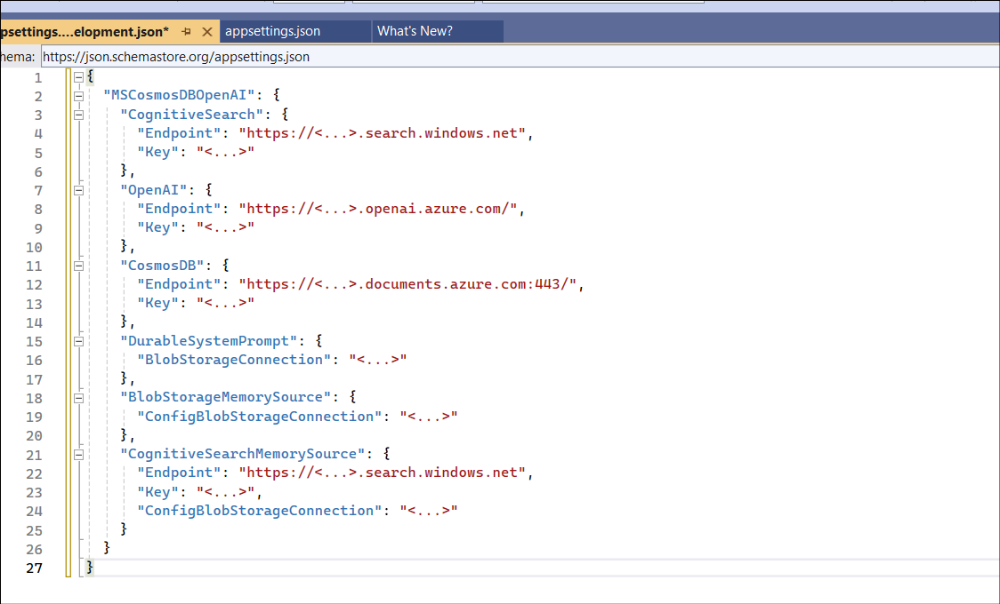 psettings....elopment.json* appsettings.json What's New?
hema: https://json.schemastore.org/appsettings.json
1 {
2 "MSCosmosDBOpenAI": {
3 "CognitiveSearch": {
4 "Endpoint": "https://<...>.search.windows.net",
5 "Key": "<...>"
6 },
7 "OpenAI": {
8 "Endpoint": "https://<...>.openai.azure.com/",
9 "Key": "<...>"
10 },
11 "CosmosDB": {
12 "Endpoint": "https://<...>.documents.azure.com:443/",
13 "Key": "<...>"
14 },
15 "DurableSystemPrompt": {
16 "BlobStorageConnection": "<...>"
17 },
18 "BlobStorageMemorySource": {
19 "ConfigBlobStorageConnection": "<...>"
20 },
21 "CognitiveSearchMemorySource": {
22 "Endpoint": "https://<...>.search.windows.net",
23 "Key": "<...>",
24 "ConfigBlobStorageConnection": "<...>"
25 }
26 }
27 }